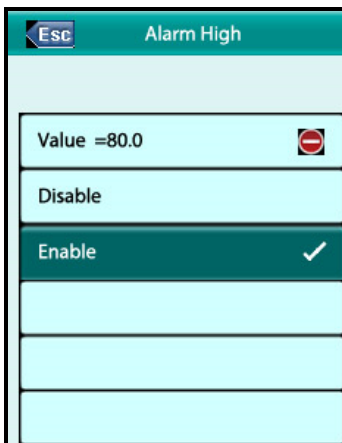 Esc
Alarm High
Value =80.0
Disable
Enable